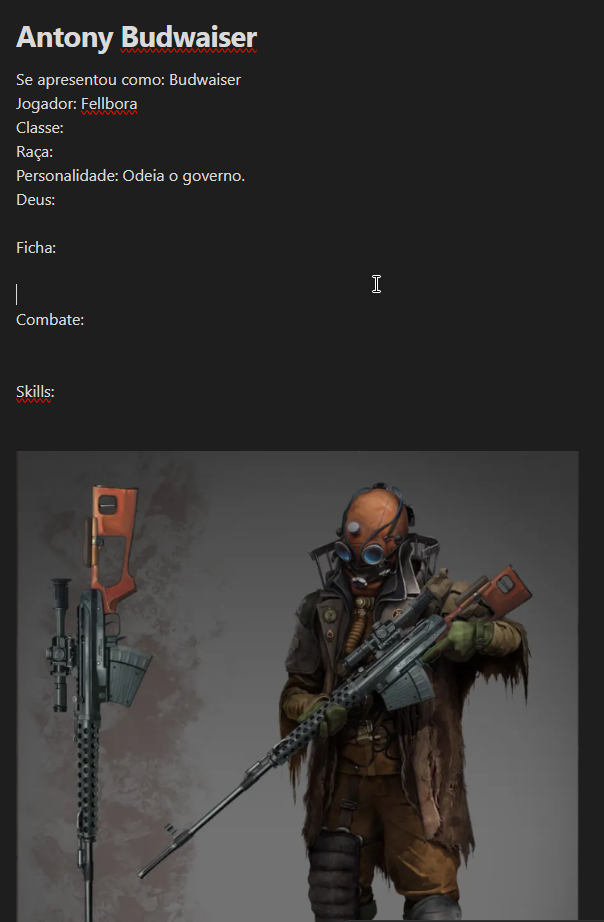 Antony Budwaiser
Se apresentou como: Budwaiser
Jogador: Fellbora
Classe:
Raça:
Personalidade: Odeia o governo.
Deus:
Ficha:
Combate:
Skills: